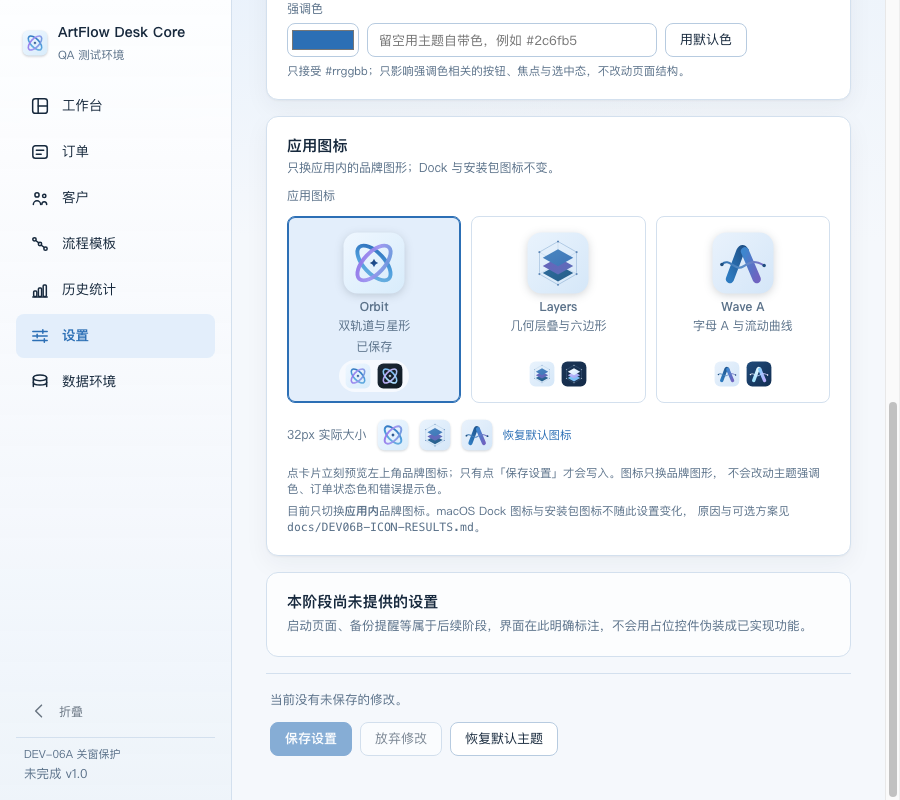 ArtFlow Desk Core
QA 测试环境
工作台
订单
客户
流程模板
历史统计
设置
数据环境
折叠
DEV-06A 关窗保护
未完成 v1.0
强调色
留空用主题自带色，例如 #2c6fb5
用默认色
只接受 #rrggbb；只影响强调色相关的按钮、焦点与选中态，不改动页面结构。
应用图标
只换应用内的品牌图形；Dock 与安装包图标不变。
应用图标
Orbit
双轨道与星形
已保存
Layers
几何层叠与六边形
Wave A
字母 A 与流动曲线
32px 实际大小
恢复默认图标
点卡片立刻预览左上角品牌图标；只有点「保存设置」才会写入。图标只换品牌图形， 不会改动主题强调
色、订单状态色和错误提示色。
目前只切换应用内品牌图标。macOS Dock 图标与安装包图标不随此设置变化， 原因与可选方案见
docs/DEV06B-ICON-RESULTS.md。
本阶段尚未提供的设置
启动页面、备份提醒等属于后续阶段，界面在此明确标注，不会用占位控件伪装成已实现功能。
当前没有未保存的修改。
保存设置
放弃修改
恢复默认主题